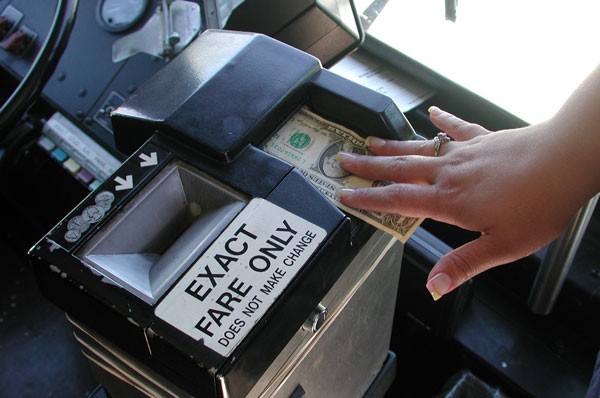 EXACT
FARE ONLY
DOES NOT MAKE CHANGE